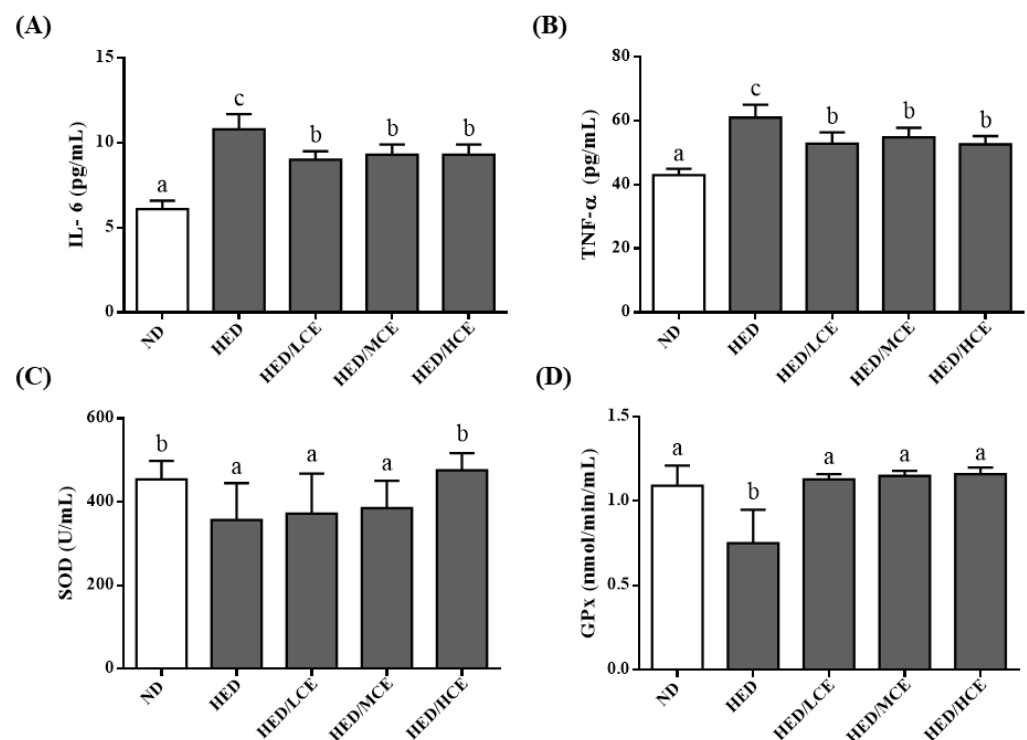 (A)
IL- 6 (pg/mL)
15
10
5
0
a
c
b
b
b
ND
HED
HED/LCE
HED/MCE
HED/HCE
(B)
TNF-α (pg/mL)
80
60
40
20
0
a
c
b
b
b
ND
HED
HED/LCE
HED/MCE
HED/HCE
(C)
SOD (U/mL)
600
400
200
0
b
a
a
a
b
ND
HED
HED/LCE
HED/MCE
HED/HCE
(D)
GPx (nmol/min/mL)
1.5
1.0
0.5
0.0
a
b
a
a
a
ND
HED
HED/LCE
HED/MCE
HED/HCE